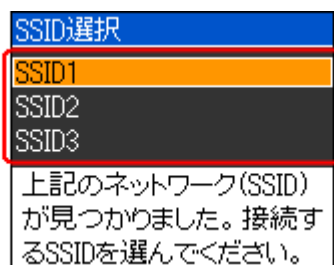 SSID選択
SSID1
SSID2
SSID3
上記のネットワーク(SSID)
が見つかりました。接続す
るSSIDを選んでください。